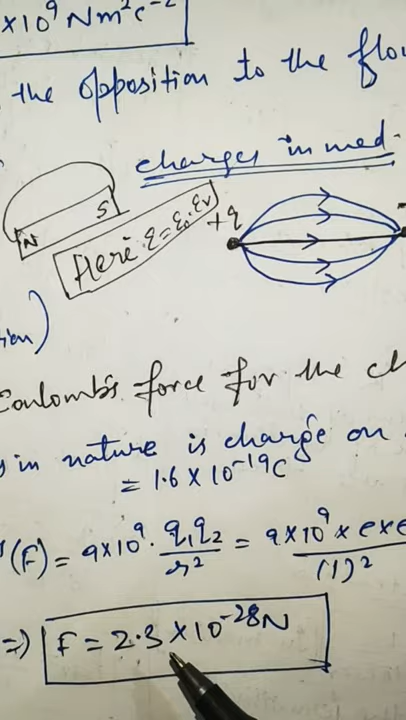 ×10⁹ Nm²c⁻²
the opposition to the flo
charges in med-
N S
Here ε = ε₀.εᵣ
+q
ion)
Coulomb's force for the ch
in nature is charge on
= 1.6 × 10⁻¹⁹C
(F) = 9×10⁹ . q₁q₂/r² = 9×10⁹ × e×e/(1)²
=> F = 2.3 × 10⁻²⁸N